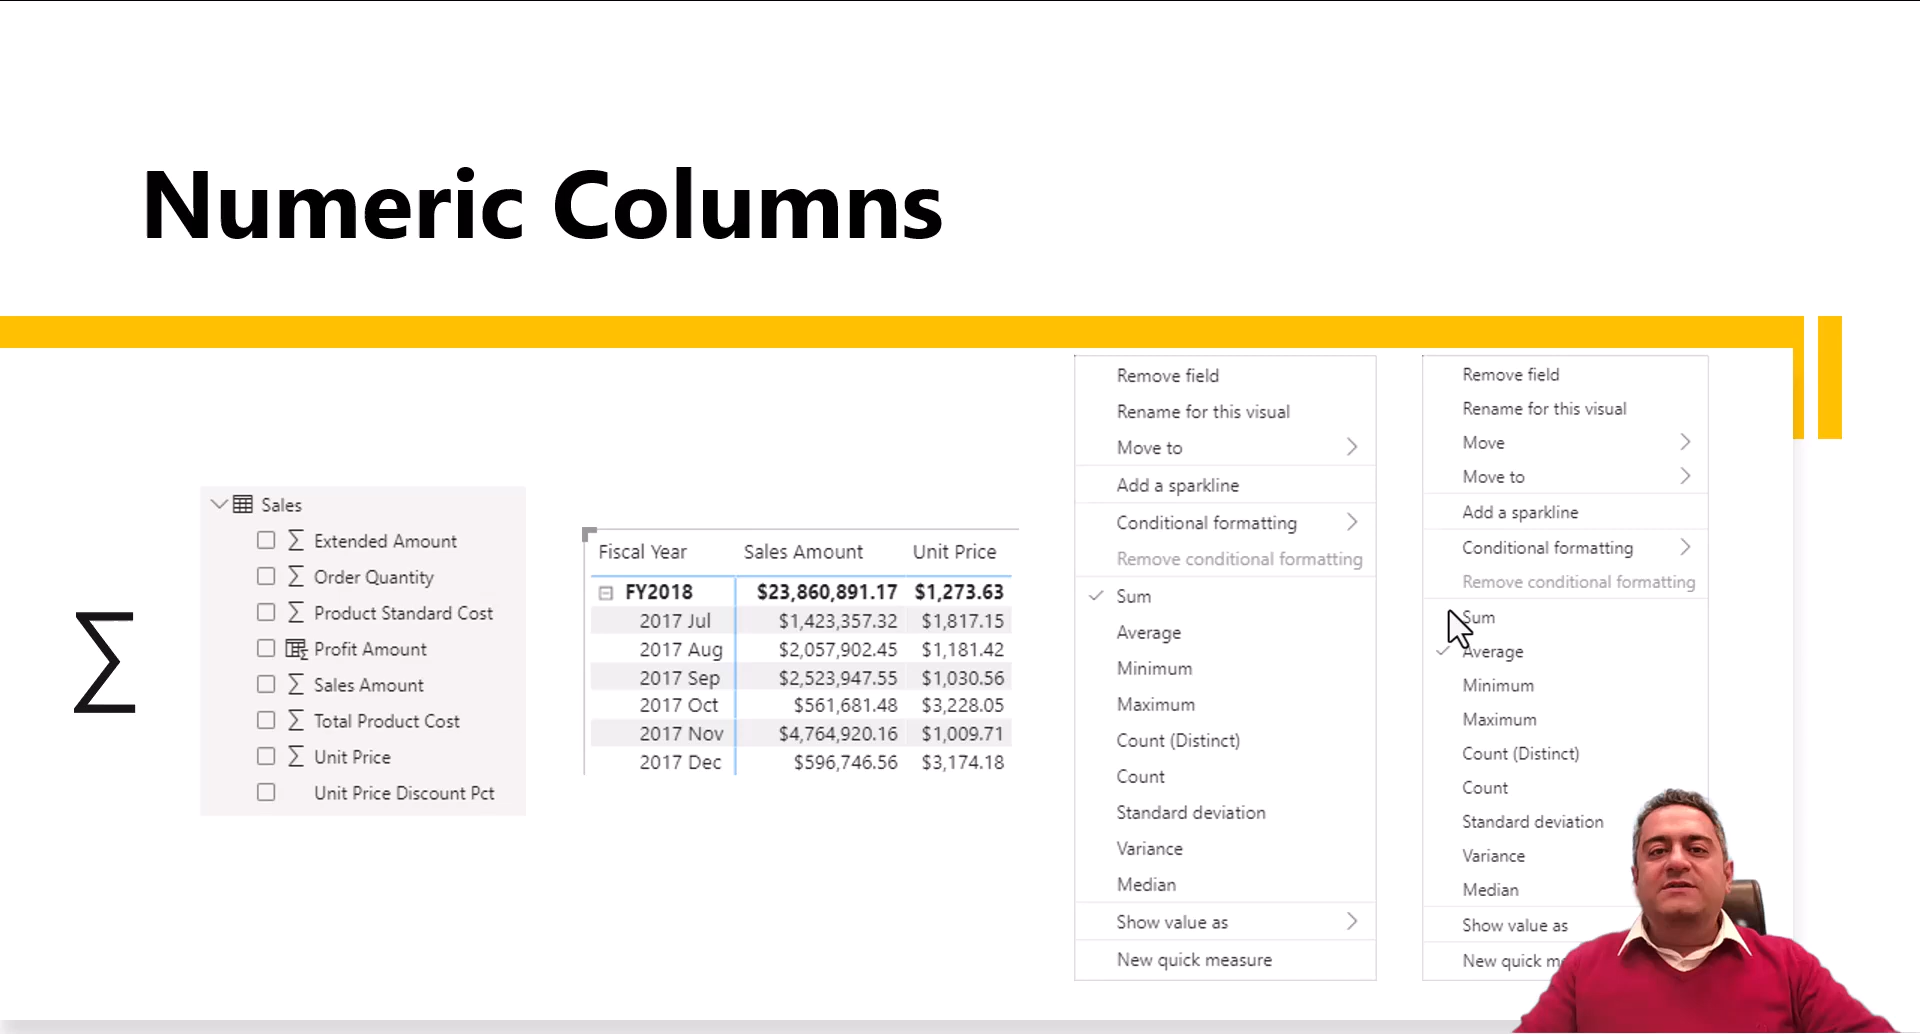 Numeric Columns
∑
Sales
∑ Extended Amount
∑ Order Quantity
∑ Product Standard Cost
Profit Amount
∑ Sales Amount
∑ Total Product Cost
∑ Unit Price
Unit Price Discount Pct
Fiscal Year Sales Amount Unit Price
FY2018 $23,860,891.17 $1,273.63
2017 Jul $1,423,357.32 $1,817.15
2017 Aug $2,057,902.45 $1,181.42
2017 Sep $2,523,947.55 $1,030.56
2017 Oct $561,681.48 $3,228.05
2017 Nov $4,764,920.16 $1,009.71
2017 Dec $596,746.56 $3,174.18
Remove field
Rename for this visual
Move to
Add a sparkline
Conditional formatting
Remove conditional formatting
Sum
Average
Minimum
Maximum
Count (Distinct)
Count
Standard deviation
Variance
Median
Show value as
New quick measure
Remove field
Rename for this visual
Move
Move to
Add a sparkline
Conditional formatting
Remove conditional formatting
Sum
Average
Minimum
Maximum
Count (Distinct)
Count
Standard deviation
Variance
Median
Show value as
New quick